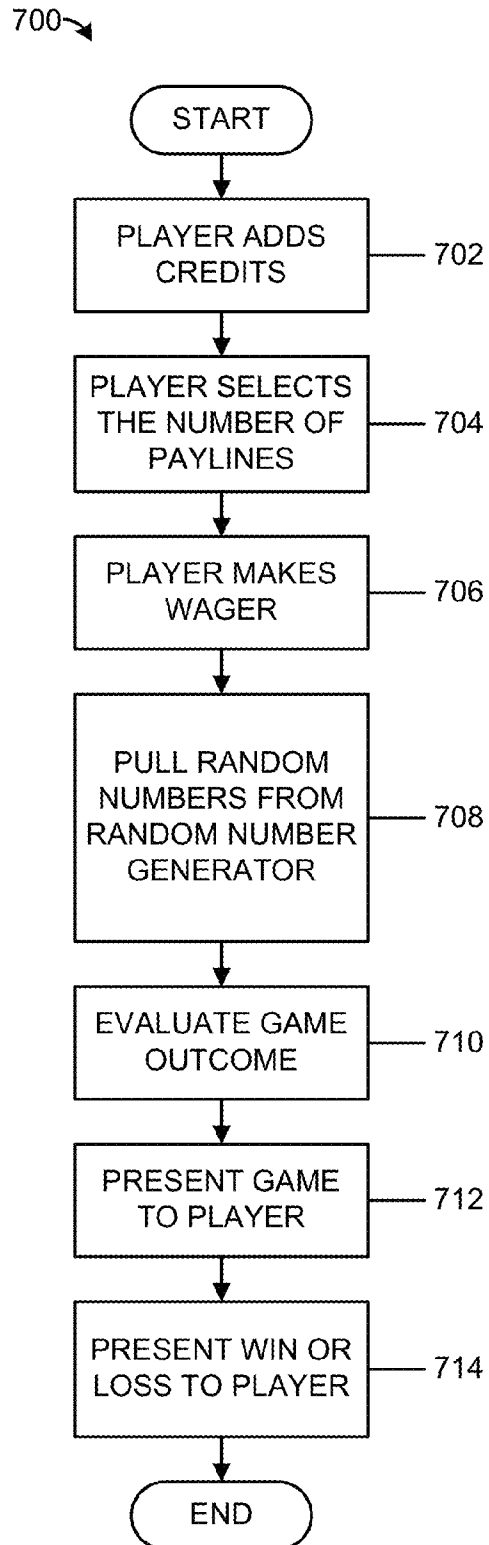 700
START
PLAYER ADDS
CREDITS
702
PLAYER SELECTS
THE NUMBER OF
PAYLINES
704
PLAYER MAKES
WAGER
706
PULL RANDOM
NUMBERS FROM
RANDOM NUMBER
GENERATOR
708
EVALUATE GAME
OUTCOME
710
PRESENT GAME
TO PLAYER
712
PRESENT WIN OR
LOSS TO PLAYER
714
END